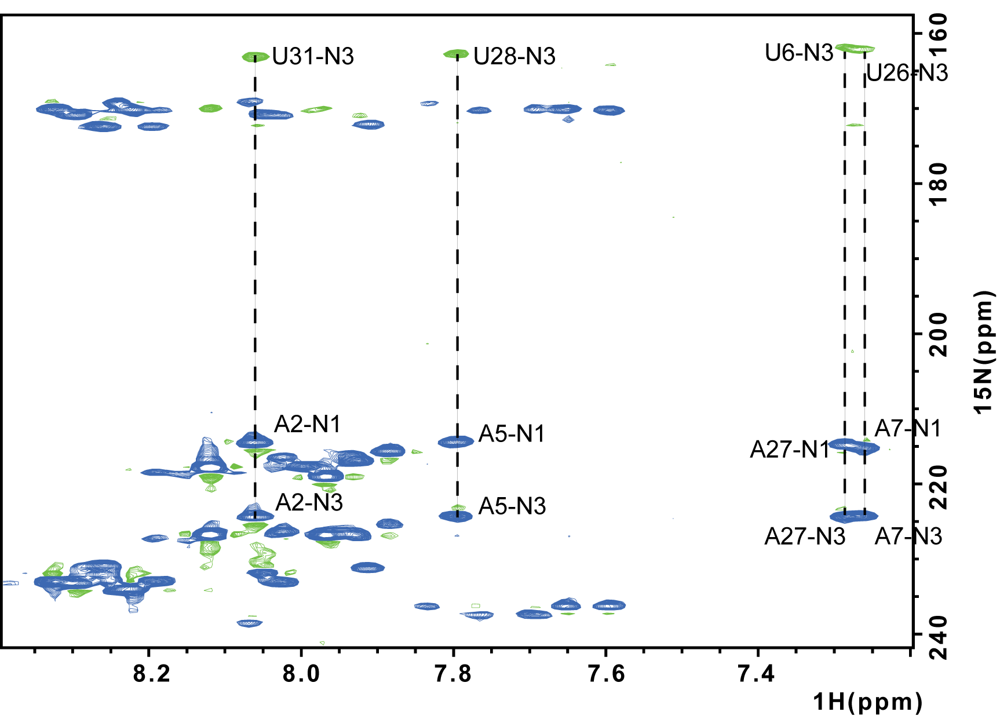 160
U31-N3
U28-N3
U6-N3
U26-N3
180
200
15N(ppm)
A2-N1
A5-N1
A7-N1
A27-N1
220
A2-N3
A5-N3
A27-N3
A7-N3
240
8.2
8.0
7.8
7.6
7.4
1H(ppm)